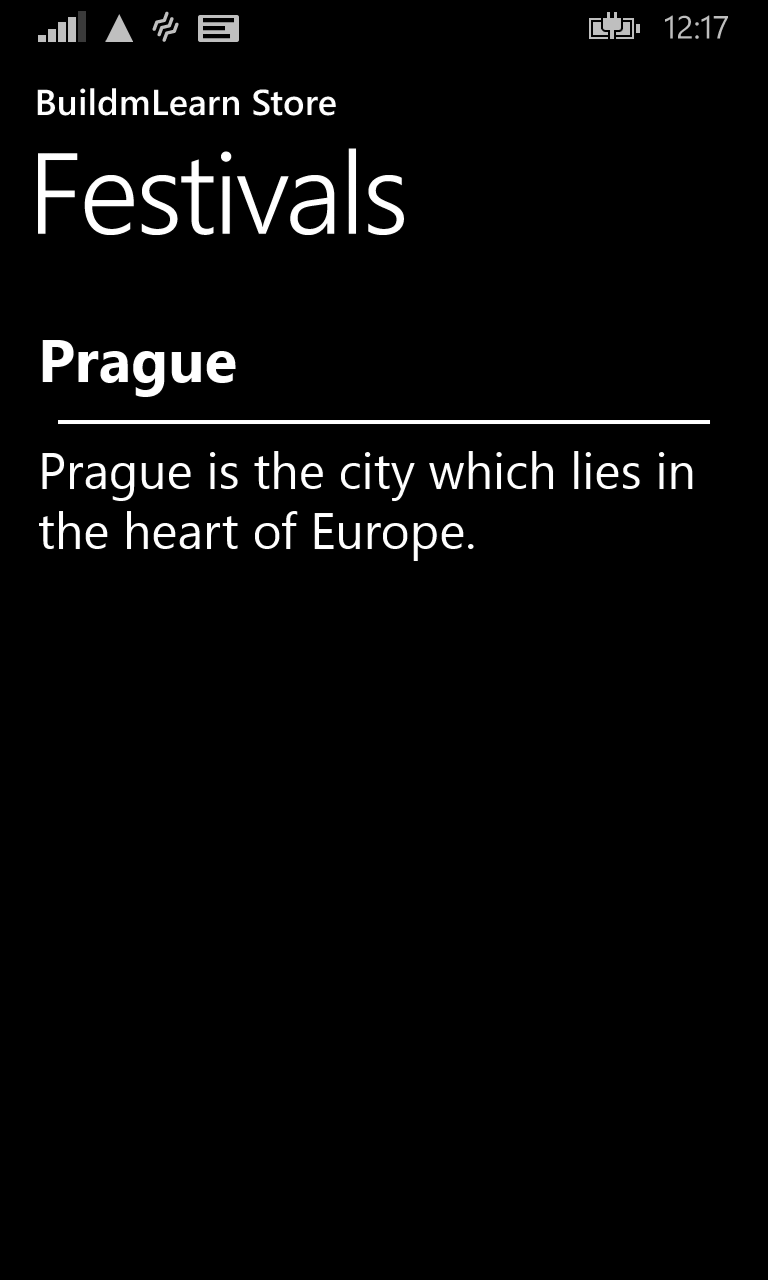 12:17
BuildmLearn Store
Festivals
Prague
Prague is the city which lies in
the heart of Europe.